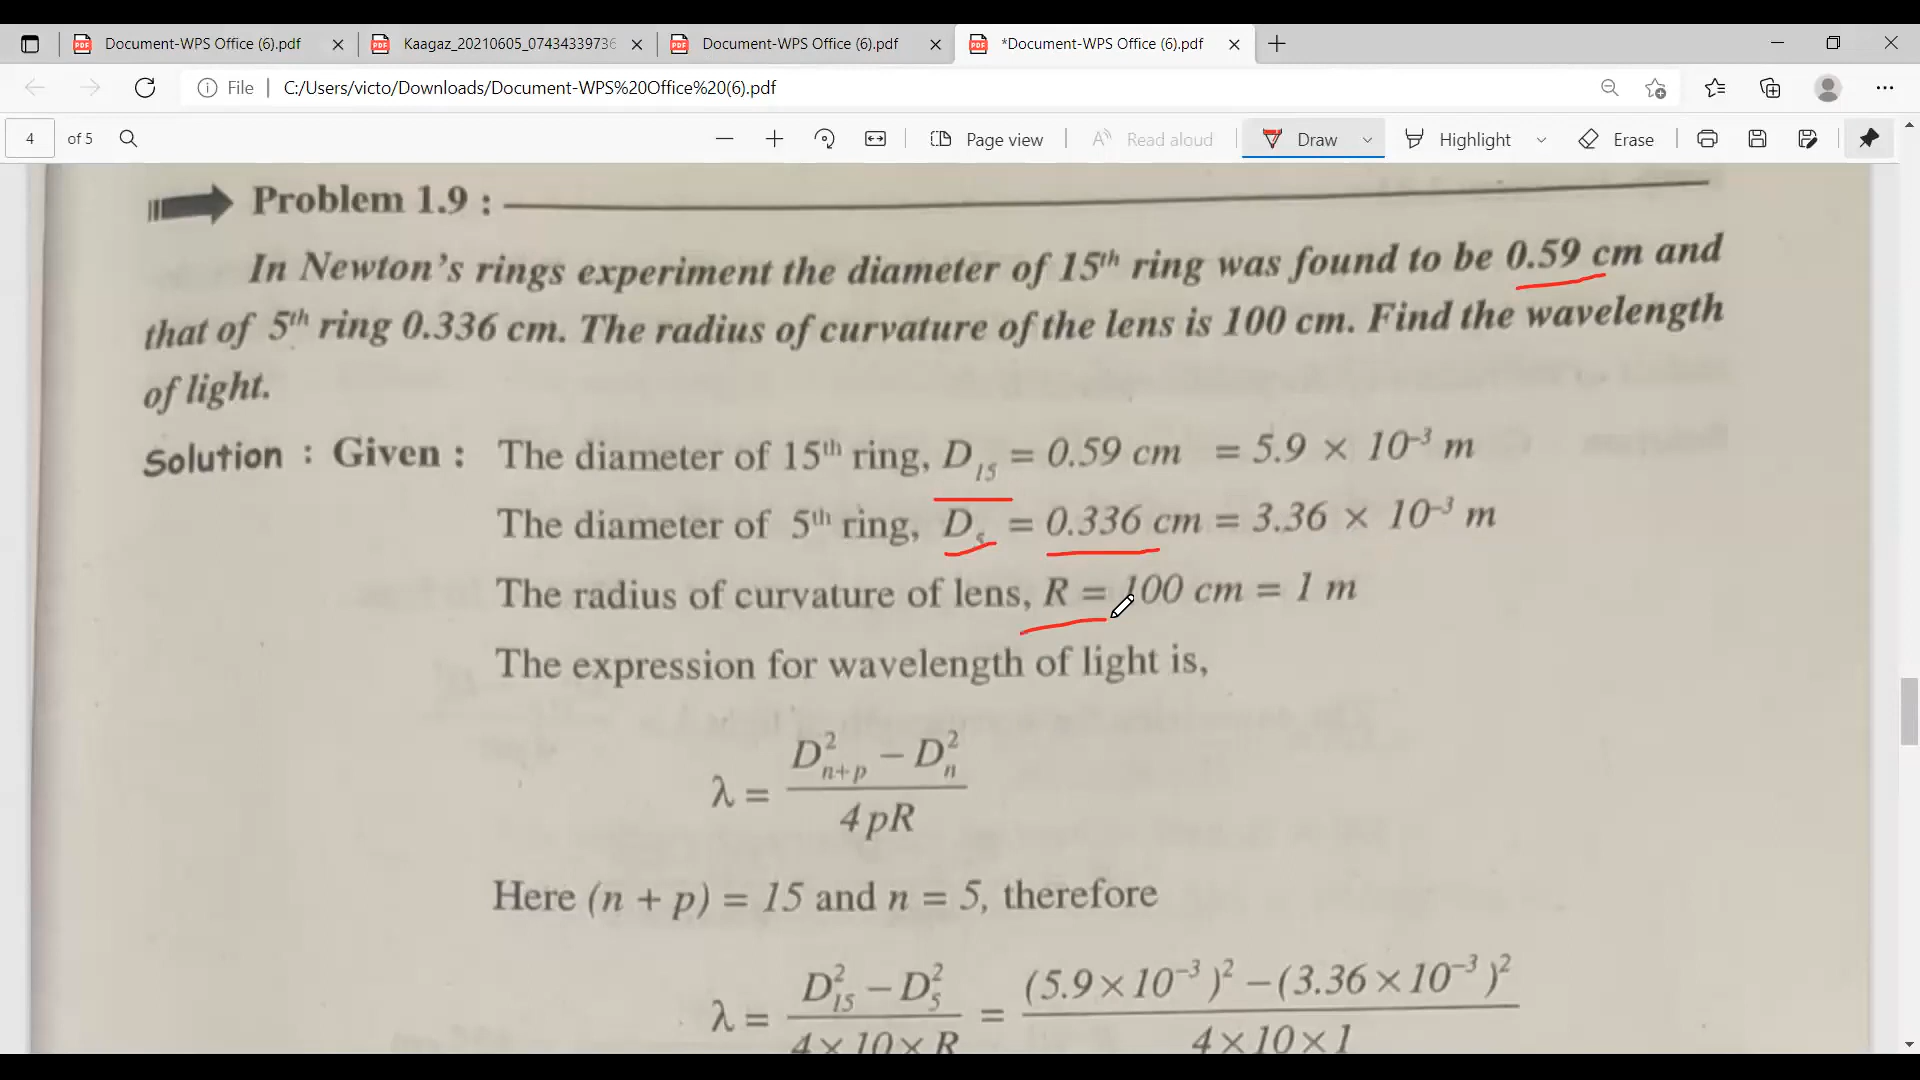 Document-WPS Office (6).pdf
Kaagaz_20210605_07434339736
Document-WPS Office (6).pdf
*Document-WPS Office (6).pdf
File
C:/Users/victo/Downloads/Document-WPS%20Office%20(6).pdf
4 of 5
Page view
Read aloud
Draw
Highlight
Erase
Problem 1.9 :
In Newton's rings experiment the diameter of 15th ring was found to be 0.59 cm and
that of 5th ring 0.336 cm. The radius of curvature of the lens is 100 cm. Find the wavelength
of light.
Solution : Given : The diameter of 15th ring, D15 = 0.59 cm = 5.9 × 10⁻³ m
The diameter of 5th ring, D5 = 0.336 cm = 3.36 × 10⁻³ m
The radius of curvature of lens, R = 100 cm = 1 m
The expression for wavelength of light is,
λ = (D²n+p − D²n) / 4pR
Here (n + p) = 15 and n = 5, therefore
λ = (D²15 − D²5) / 4×10×R = ((5.9×10⁻³)² − (3.36×10⁻³)²) / 4×10×1